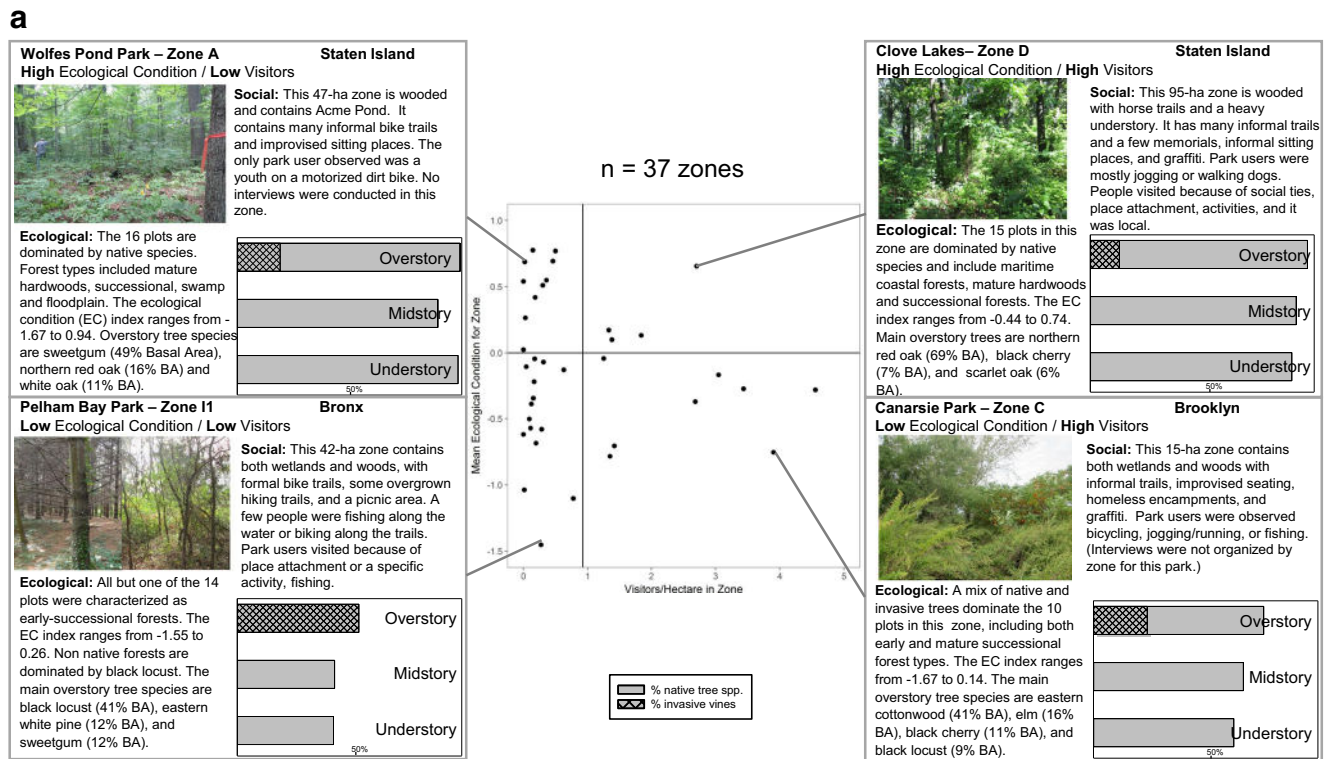 a
Wolfes Pond Park – Zone A Staten Island
High Ecological Condition / Low Visitors
Social: This 47-ha zone is wooded
and contains Acme Pond. It
contains many informal bike trails
and improvised sitting places. The
only park user observed was a
youth on a motorized dirt bike. No
interviews were conducted in this
zone.
Ecological: The 16 plots are
dominated by native species.
Forest types included mature
hardwoods, successional, swamp
and floodplain. The ecological
condition (EC) index ranges from -
1.67 to 0.94. Overstory tree species
are sweetgum (49% Basal Area),
northern red oak (16% BA) and
white oak (11% BA).
Overstory
Midstory
Understory
50%
Pelham Bay Park – Zone I1 Bronx
Low Ecological Condition / Low Visitors
Social: This 42-ha zone contains
both wetlands and woods, with
formal bike trails, some overgrown
hiking trails, and a picnic area. A
few people were fishing along the
water or biking along the trails.
Park users visited because of
place attachment or a specific
activity, fishing.
Ecological: All but one of the 14
plots were characterized as
early-successional forests. The
EC index ranges from -1.55 to
0.26. Non native forests are
dominated by black locust. The
main overstory tree species are
black locust (41% BA), eastern
white pine (12% BA), and
sweetgum (12% BA).
Overstory
Midstory
Understory
50%
n = 37 zones
Mean Ecological Condition for Zone
1.0
0.5
0.0
-0.5
-1.0
-1.5
0 1 2 3 4 5
Visitors/Hectare in Zone
% native tree spp.
% invasive vines
Clove Lakes– Zone D Staten Island
High Ecological Condition / High Visitors
Social: This 95-ha zone is wooded
with horse trails and a heavy
understory. It has many informal trails
and a few memorials, informal sitting
places, and graffiti. Park users were
mostly jogging or walking dogs.
People visited because of social ties,
place attachment, activities, and it
was local.
Ecological: The 15 plots in this
zone are dominated by native
species and include maritime
coastal forests, mature hardwoods
and successional forests. The EC
index ranges from -0.44 to 0.74.
Main overstory trees are northern
red oak (69% BA), black cherry
(7% BA), and scarlet oak (6%
BA).
Overstory
Midstory
Understory
50%
Canarsie Park – Zone C Brooklyn
Low Ecological Condition / High Visitors
Social: This 15-ha zone contains
both wetlands and woods with
informal trails, improvised seating,
homeless encampments, and
graffiti. Park users were observed
bicycling, jogging/running, or fishing.
(Interviews were not organized by
zone for this park.)
Ecological: A mix of native and
invasive trees dominate the 10
plots in this zone, including both
early and mature successional
forest types. The EC index ranges
from -1.67 to 0.14. The main
overstory tree species are eastern
cottonwood (41% BA), elm (16%
BA), black cherry (11% BA), and
black locust (9% BA).
Overstory
Midstory
Understory
50%